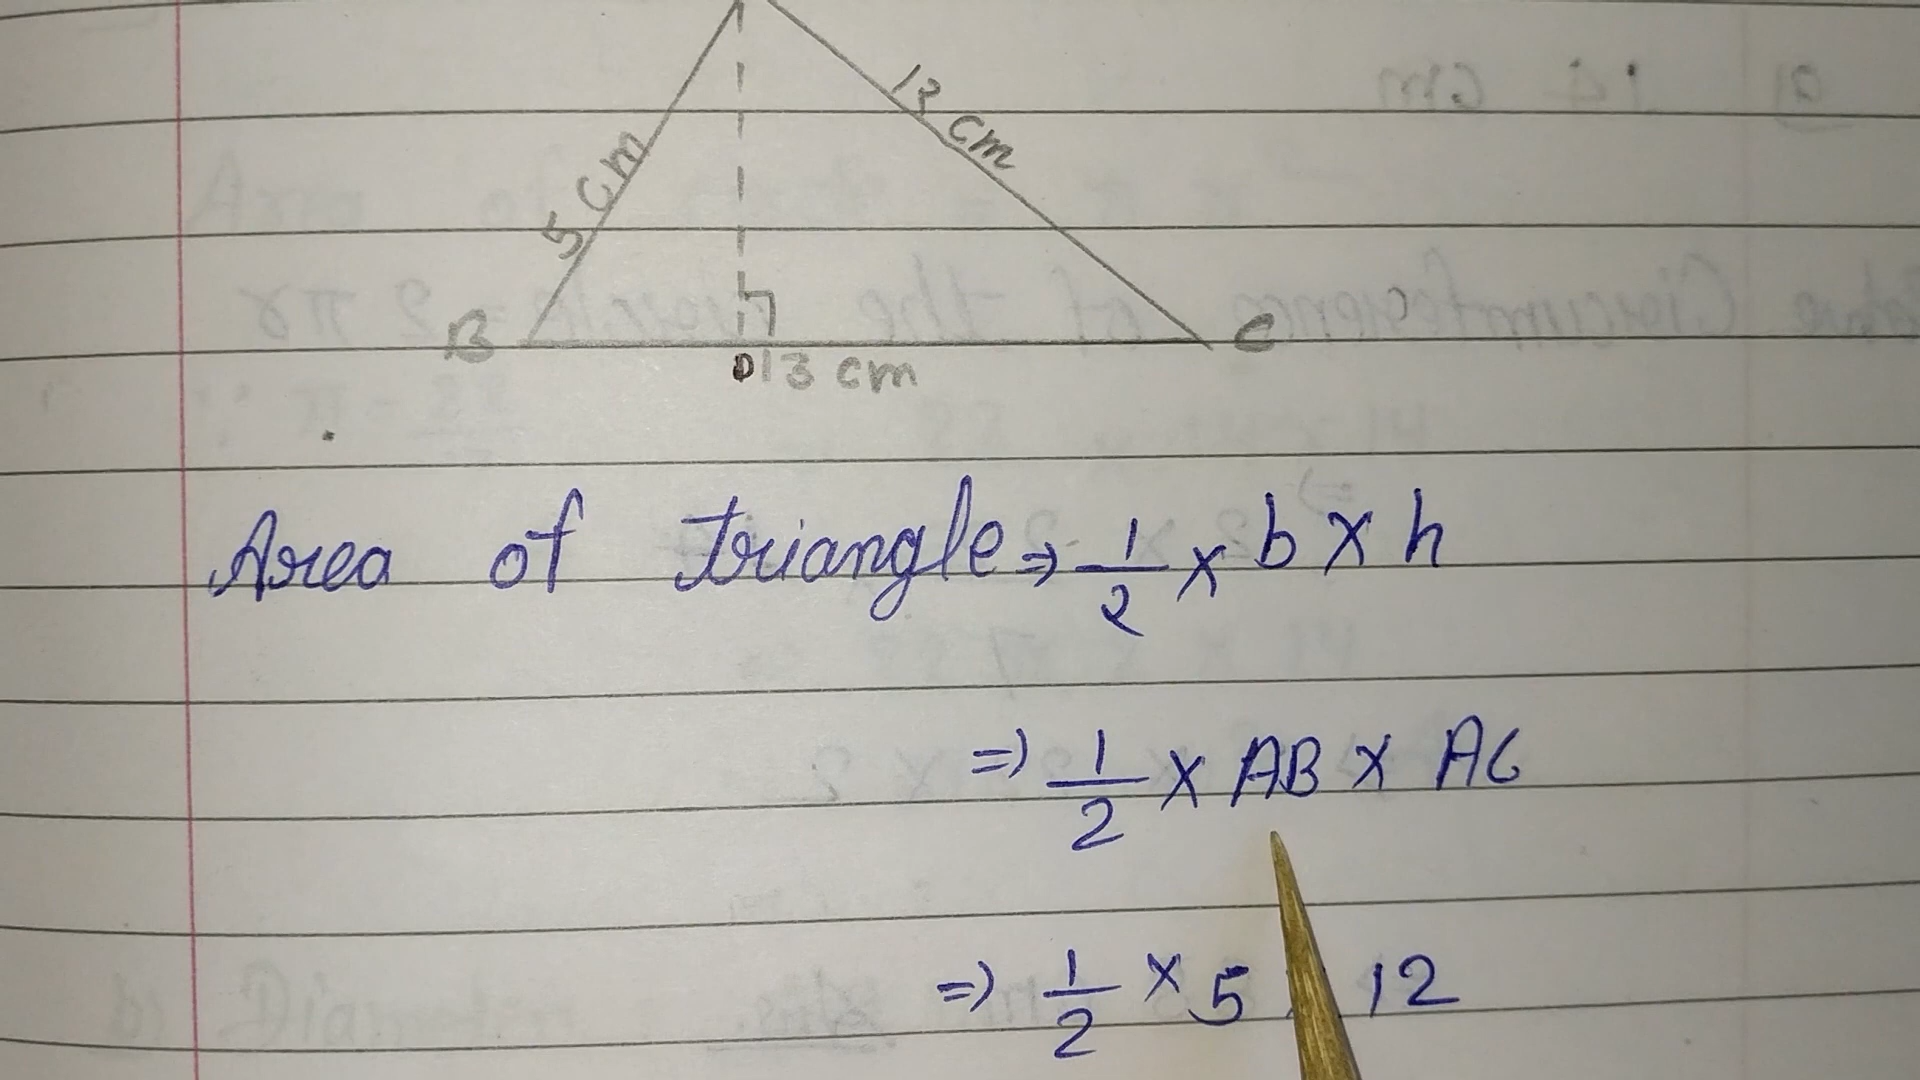 12 cm
5 cm
B C
D 13 cm
Area of triangle ⇒ 1/2 × b × h
⇒ 1/2 × AB × AC
⇒ 1/2 × 5 12